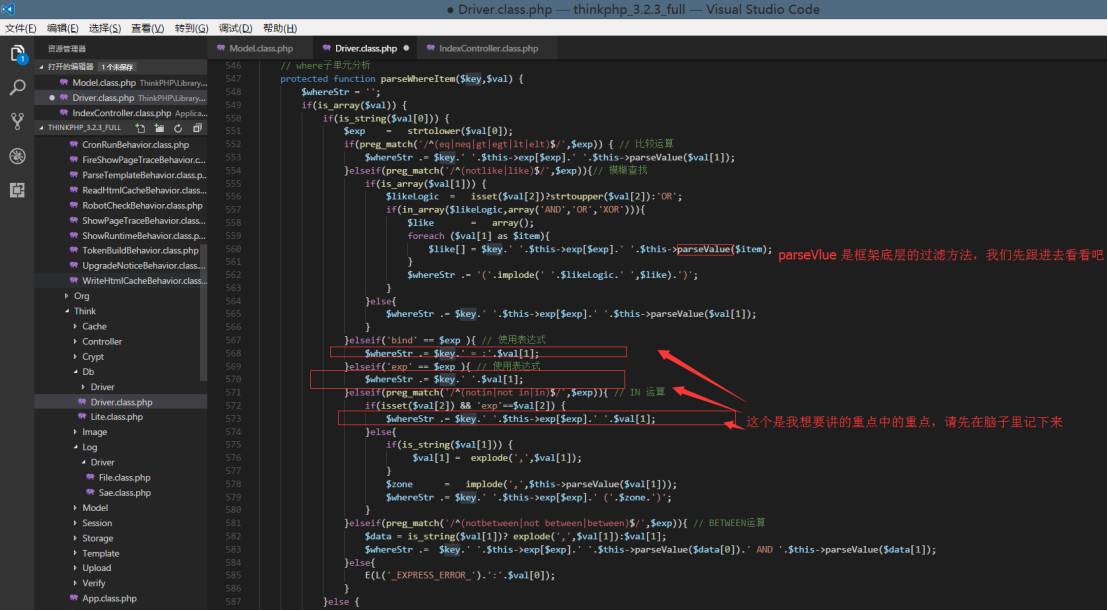 ● Driver.class.php — thinkphp_3.2.3_full — Visual Studio Code
文件(F) 编辑(E) 选择(S) 查看(V) 转到(G) 调试(D) 帮助(H)
资源管理器
Model.class.php Driver.class.php ● IndexController.class.php
打开的编辑器 1 个未保存
Model.class.php ThinkPHP\Library...
● Driver.class.php ThinkPHP\Library...
IndexController.class.php Applica...
THINKPHP_3.2.3_FULL
CronRunBehavior.class.php
FireShowPageTraceBehavior.c...
ParseTemplateBehavior.class.p...
ReadHtmlCacheBehavior.class...
RobotCheckBehavior.class.php
ShowPageTraceBehavior.class...
ShowRuntimeBehavior.class.p...
TokenBuildBehavior.class.php
UpgradeNoticeBehavior.class....
WriteHtmlCacheBehavior.class...
Org
Think
Cache
Controller
Crypt
Db
Driver
Driver.class.php
Lite.class.php
Image
Log
Driver
File.class.php
Sae.class.php
Model
Session
Storage
Template
Upload
Verify
App.class.php
546 // where子单元分析
547 protected function parseWhereItem($key,$val) {
548 $whereStr = '';
549 if(is_array($val)) {
550 if(is_string($val[0])) {
551 $exp = strtolower($val[0]);
552 if(preg_match('/^(eq|neq|gt|egt|lt|elt)$/',$exp)) { // 比较运算
553 $whereStr .= $key.' '.$this->exp[$exp].' '.$this->parseValue($val[1]);
554 }elseif(preg_match('/^(notlike|like)$/',$exp)){// 模糊查找
555 if(is_array($val[1])) {
556 $likeLogic = isset($val[2])?strtoupper($val[2]):'OR';
557 if(in_array($likeLogic,array('AND','OR','XOR'))){
558 $like = array();
559 foreach ($val[1] as $item){
560 $like[] = $key.' '.$this->exp[$exp].' '.$this->parseValue($item);
parseVlue 是框架底层的过滤方法，我们先跟进去看看吧
561 }
562 $whereStr .= '('.implode(' '.$likeLogic.' ',$like).')';
563 }
564 }else{
565 $whereStr .= $key.' '.$this->exp[$exp].' '.$this->parseValue($val[1]);
566 }
567 }elseif('bind' == $exp ){ // 使用表达式
568 $whereStr .= $key.' = :'.$val[1];
569 }elseif('exp' == $exp ){ // 使用表达式
570 $whereStr .= $key.' '.$val[1];
571 }elseif(preg_match('/^(notin|not in|in)$/',$exp)){ // IN 运算
572 if(isset($val[2]) && 'exp'==$val[2]) {
573 $whereStr .= $key.' '.$this->exp[$exp].' '.$val[1];
这个是我想要讲的重点中的重点，请先在脑子里记下来
574 }else{
575 if(is_string($val[1])) {
576 $val[1] = explode(',',$val[1]);
577 }
578 $zone = implode(',',$this->parseValue($val[1]));
579 $whereStr .= $key.' '.$this->exp[$exp].' ('.$zone.')';
580 }
581 }elseif(preg_match('/^(notbetween|not between|between)$/',$exp)){ // BETWEEN运算
582 $data = is_string($val[1])? explode(',',$val[1]):$val[1];
583 $whereStr .= $key.' '.$this->exp[$exp].' '.$this->parseValue($data[0]).' AND '.$this->parseValue($data[1]);
584 }else{
585 E(L('_EXPRESS_ERROR_').':'.$val[0]);
586 }
587 }else {